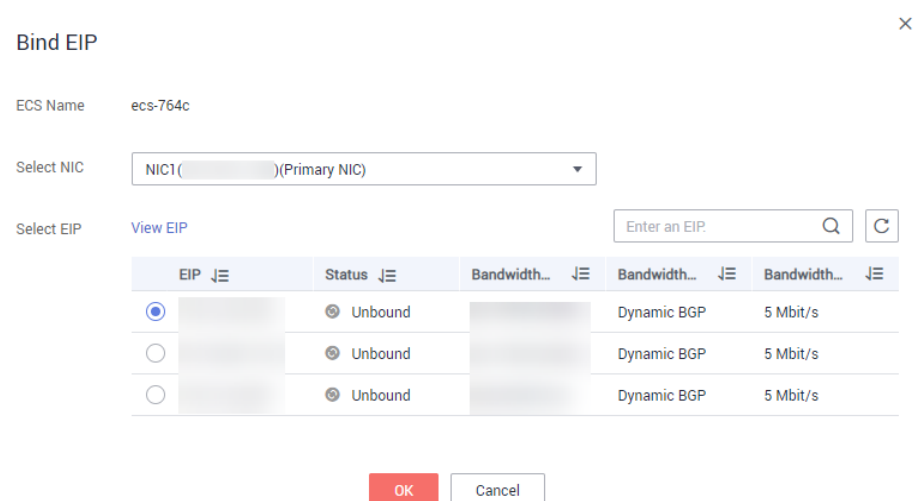 Bind EIP
ECS Name ecs-764c
Select NIC NIC1( )(Primary NIC)
Select EIP View EIP Enter an EIP.
EIP Status Bandwidth... Bandwidth... Bandwidth...
Unbound Dynamic BGP 5 Mbit/s
Unbound Dynamic BGP 5 Mbit/s
Unbound Dynamic BGP 5 Mbit/s
OK Cancel